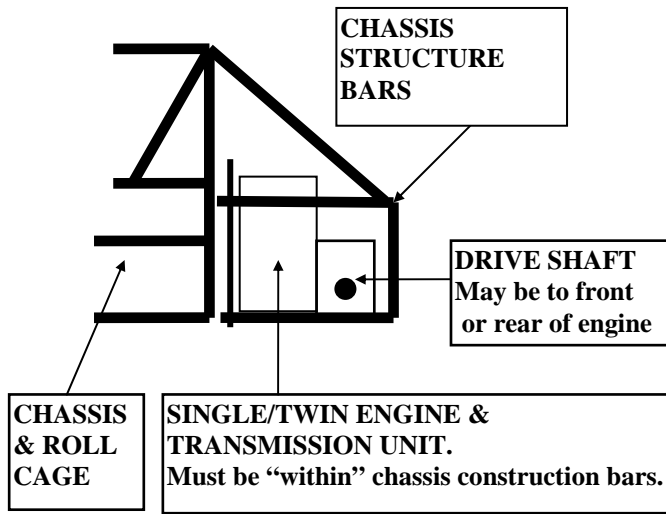 CHASSIS
STRUCTURE
BARS
DRIVE SHAFT
May be to front
or rear of engine
CHASSIS
& ROLL
CAGE
SINGLE/TWIN ENGINE &
TRANSMISSION UNIT.
Must be “within” chassis construction bars.